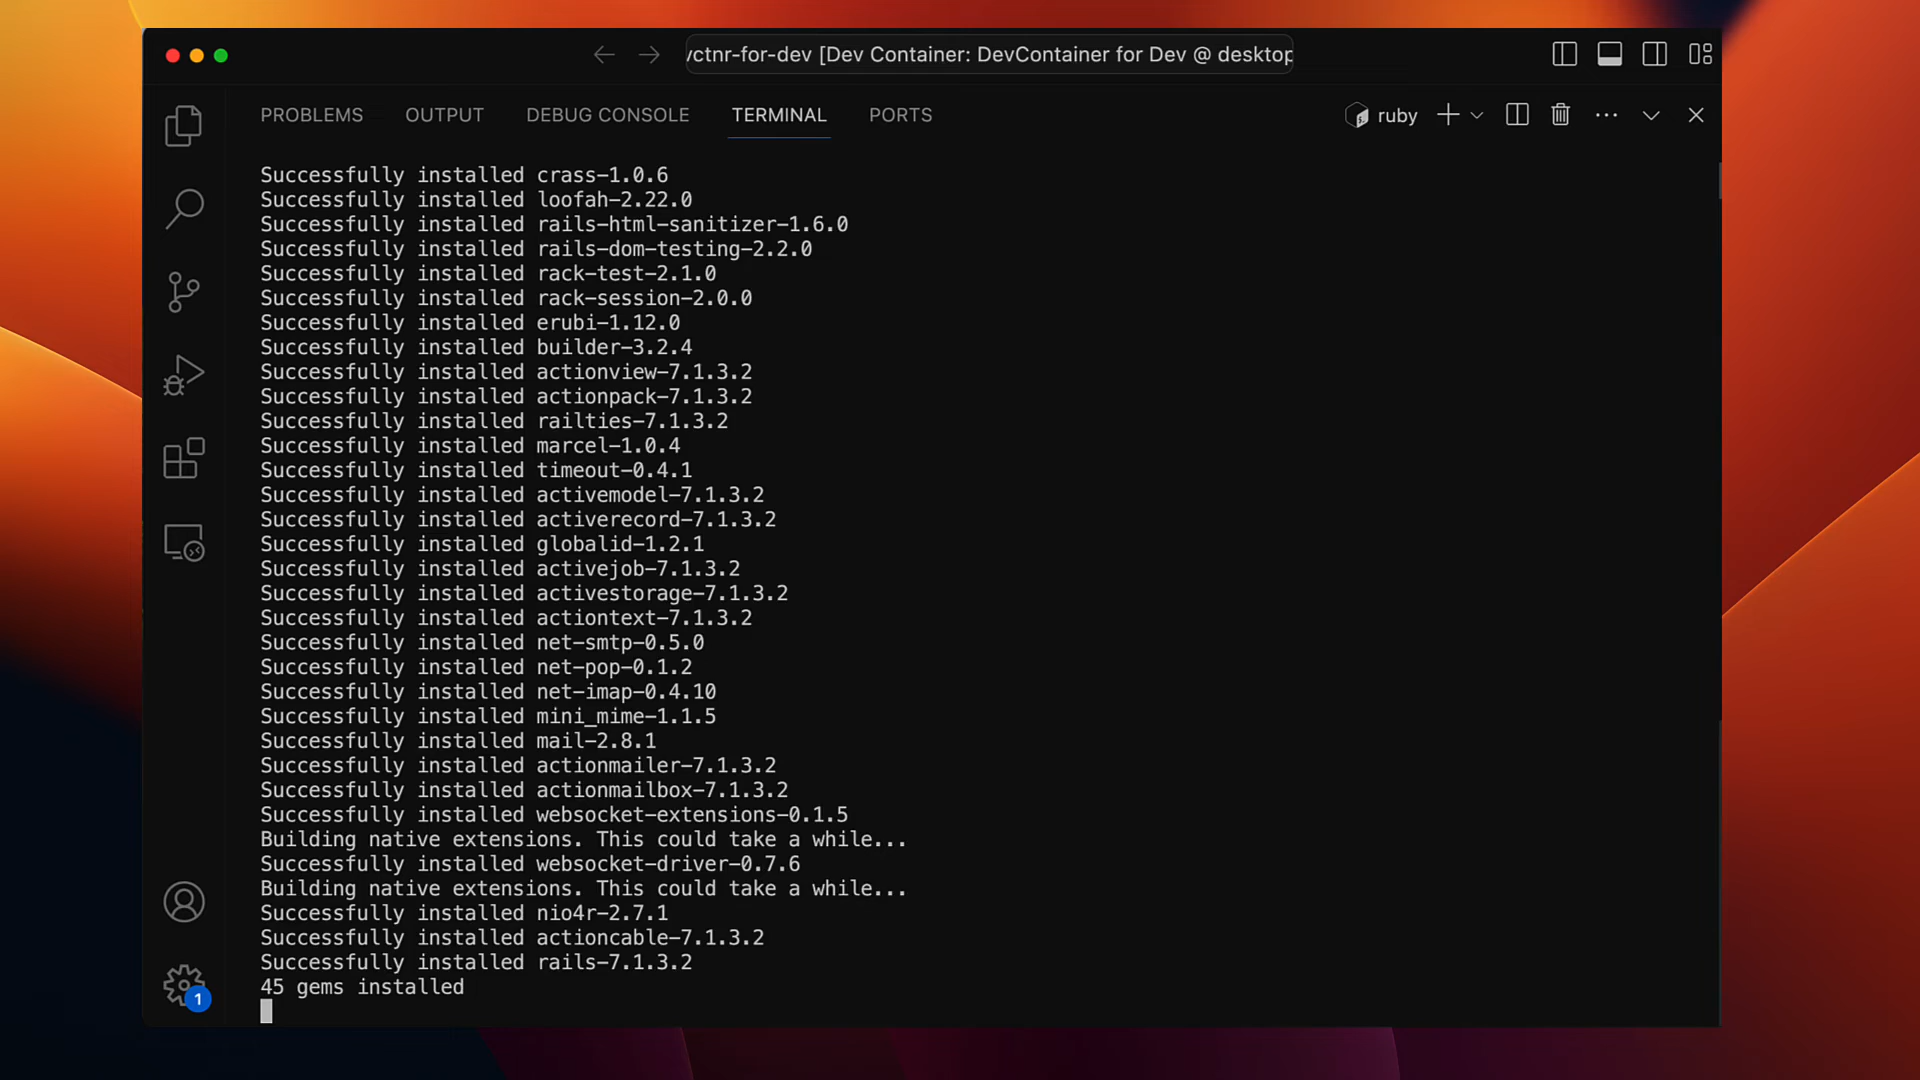 vctnr-for-dev [Dev Container: DevContainer for Dev @ desktop
PROBLEMS OUTPUT DEBUG CONSOLE TERMINAL PORTS ruby
Successfully installed crass-1.0.6
Successfully installed loofah-2.22.0
Successfully installed rails-html-sanitizer-1.6.0
Successfully installed rails-dom-testing-2.2.0
Successfully installed rack-test-2.1.0
Successfully installed rack-session-2.0.0
Successfully installed erubi-1.12.0
Successfully installed builder-3.2.4
Successfully installed actionview-7.1.3.2
Successfully installed actionpack-7.1.3.2
Successfully installed railties-7.1.3.2
Successfully installed marcel-1.0.4
Successfully installed timeout-0.4.1
Successfully installed activemodel-7.1.3.2
Successfully installed activerecord-7.1.3.2
Successfully installed globalid-1.2.1
Successfully installed activejob-7.1.3.2
Successfully installed activestorage-7.1.3.2
Successfully installed actiontext-7.1.3.2
Successfully installed net-smtp-0.5.0
Successfully installed net-pop-0.1.2
Successfully installed net-imap-0.4.10
Successfully installed mini_mime-1.1.5
Successfully installed mail-2.8.1
Successfully installed actionmailer-7.1.3.2
Successfully installed actionmailbox-7.1.3.2
Successfully installed websocket-extensions-0.1.5
Building native extensions. This could take a while...
Successfully installed websocket-driver-0.7.6
Building native extensions. This could take a while...
Successfully installed nio4r-2.7.1
Successfully installed actioncable-7.1.3.2
Successfully installed rails-7.1.3.2
45 gems installed
1